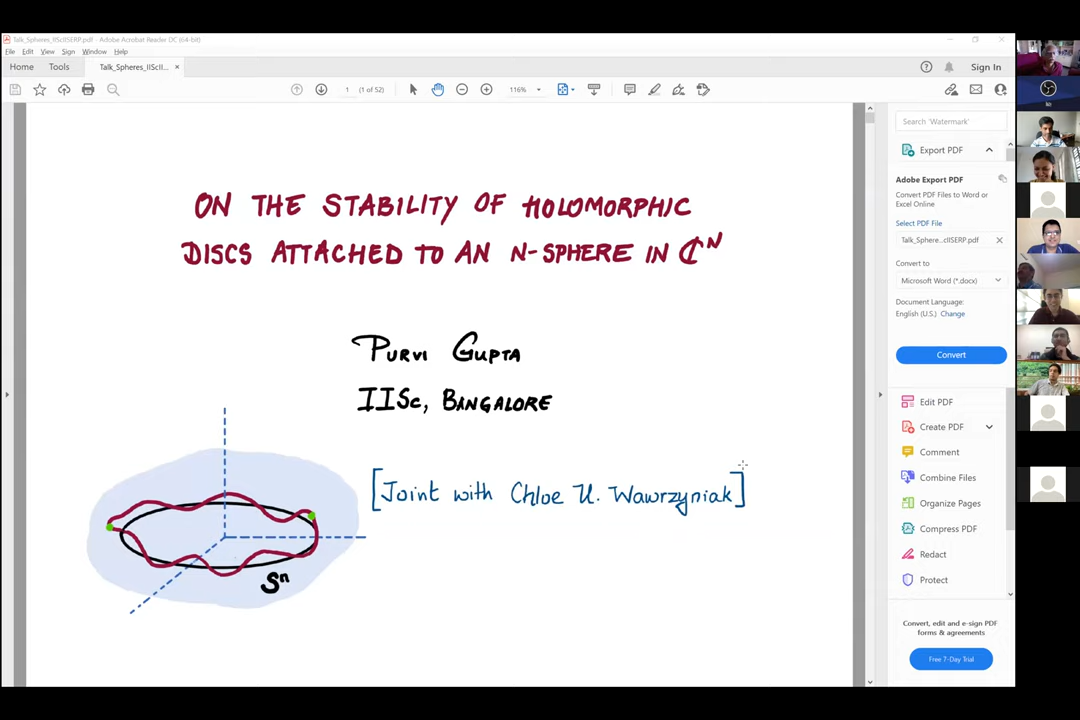 Talk_Spheres_IIScIISERP.pdf - Adobe Acrobat Reader DC (64-bit)
File Edit View Sign Window Help
Home Tools Talk_Spheres_IIScII... × Sign In
1 (1 of 52) 116%
ON THE STABILITY OF HOLOMORPHIC
DISCS ATTACHED TO AN N-SPHERE IN ℂᴺ
PURVI GUPTA
IISc, BANGALORE
[Joint with Chloe U. Wawrzyniak]
Sⁿ
Search 'Watermark'
Export PDF
Adobe Export PDF
Convert PDF Files to Word or
Excel Online
Select PDF File
Talk_Sphere...cIISERP.pdf ×
Convert to
Microsoft Word (*.docx)
Document Language:
English (U.S.) Change
Convert
Edit PDF
Create PDF
Comment
Combine Files
Organize Pages
Compress PDF
Redact
Protect
Convert, edit and e-sign PDF
forms & agreements
Free 7-Day Trial